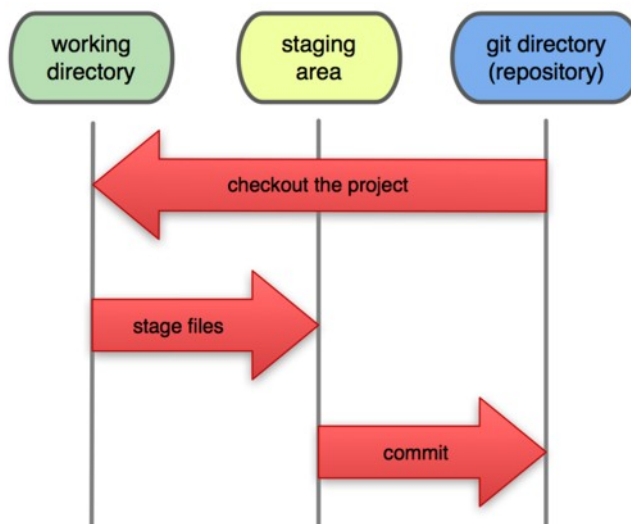 working
directory
staging
area
git directory
(repository)
checkout the project
stage files
commit